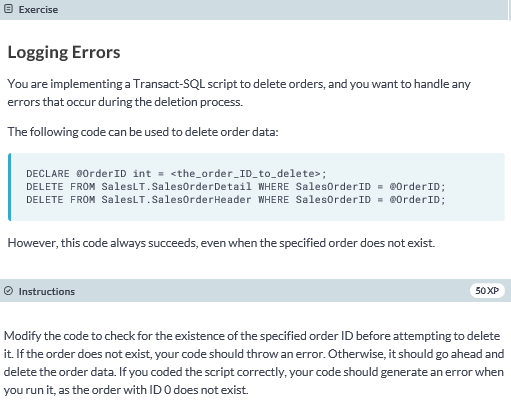 Exercise
Logging Errors
You are implementing a Transact-SQL script to delete orders, and you want to handle any
errors that occur during the deletion process.
The following code can be used to delete order data:
DECLARE @OrderID int = <the_order_ID_to_delete>;
DELETE FROM SalesLT.SalesOrderDetail WHERE SalesOrderID = @OrderID;
DELETE FROM SalesLT.SalesOrderHeader WHERE SalesOrderID = @OrderID;
However, this code always succeeds, even when the specified order does not exist.
Instructions 50 XP
Modify the code to check for the existence of the specified order ID before attempting to delete
it. If the order does not exist, your code should throw an error. Otherwise, it should go ahead and
delete the order data. If you coded the script correctly, your code should generate an error when
you run it, as the order with ID 0 does not exist.